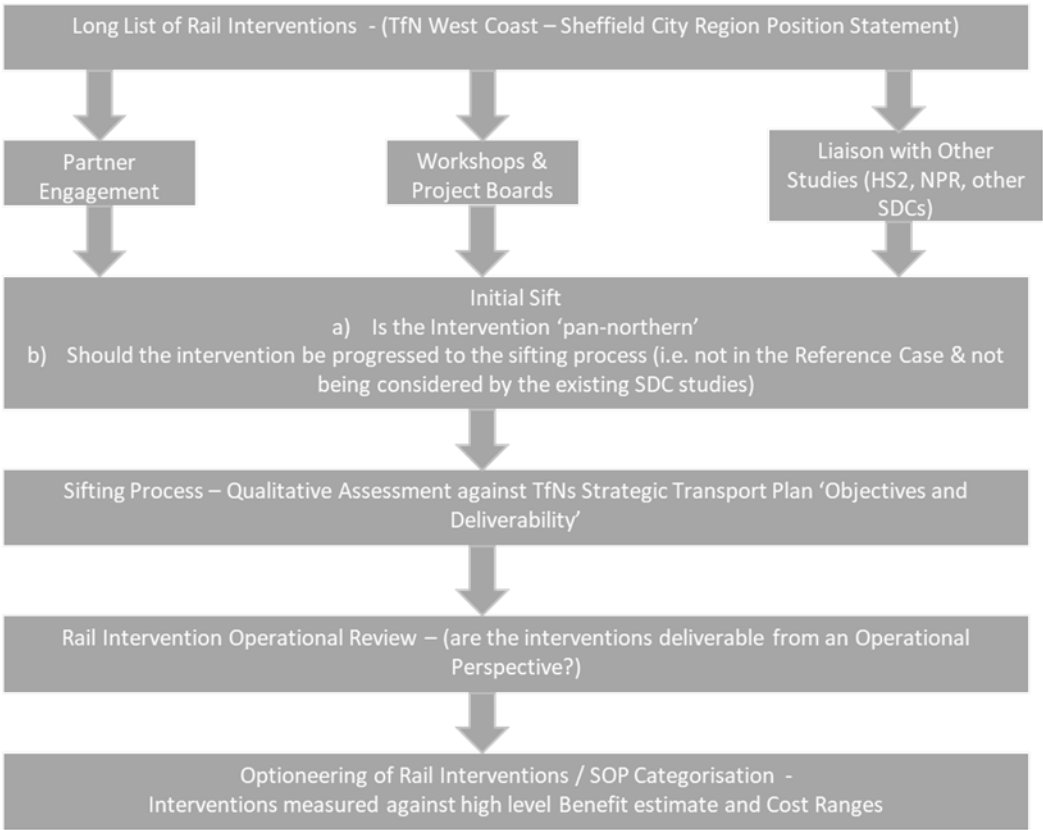 Long List of Rail Interventions - (TfN West Coast – Sheffield City Region Position Statement)
Partner
Engagement
Workshops &
Project Boards
Liaison with Other
Studies (HS2, NPR, other
SDCs)
Initial Sift
a) Is the Intervention 'pan-northern'
b) Should the intervention be progressed to the sifting process (i.e. not in the Reference Case & not
being considered by the existing SDC studies)
Sifting Process – Qualitative Assessment against TfNs Strategic Transport Plan 'Objectives and
Deliverability'
Rail Intervention Operational Review – (are the interventions deliverable from an Operational
Perspective?)
Optioneering of Rail Interventions / SOP Categorisation -
Interventions measured against high level Benefit estimate and Cost Ranges